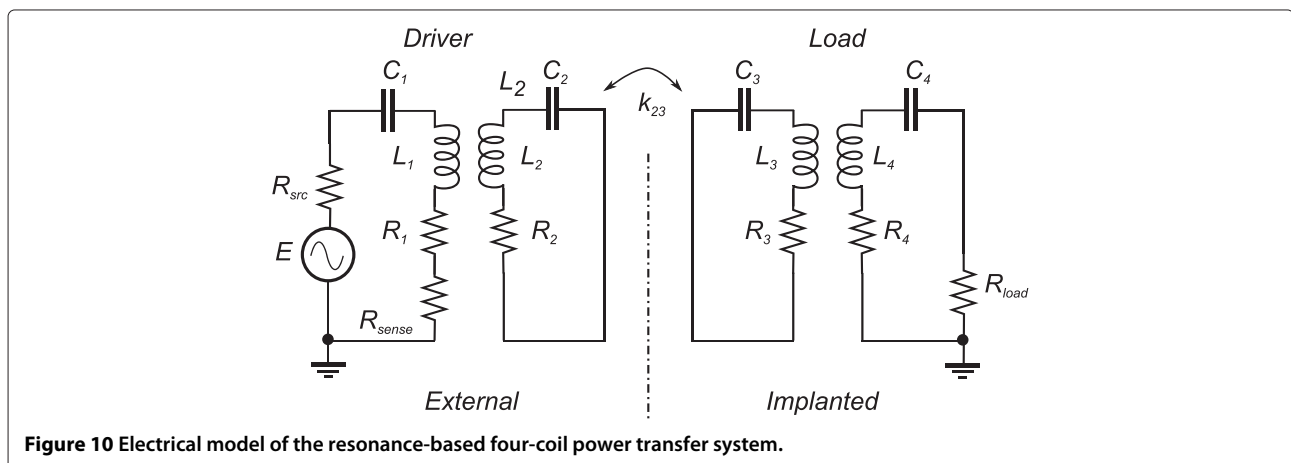 Driver
Load
C1
L2
C2
k23
C3
C4
L1
L2
L3
L4
Rsrc
R1
R2
R3
R4
E
Rload
Rsense
External
Implanted
Figure 10 Electrical model of the resonance-based four-coil power transfer system.